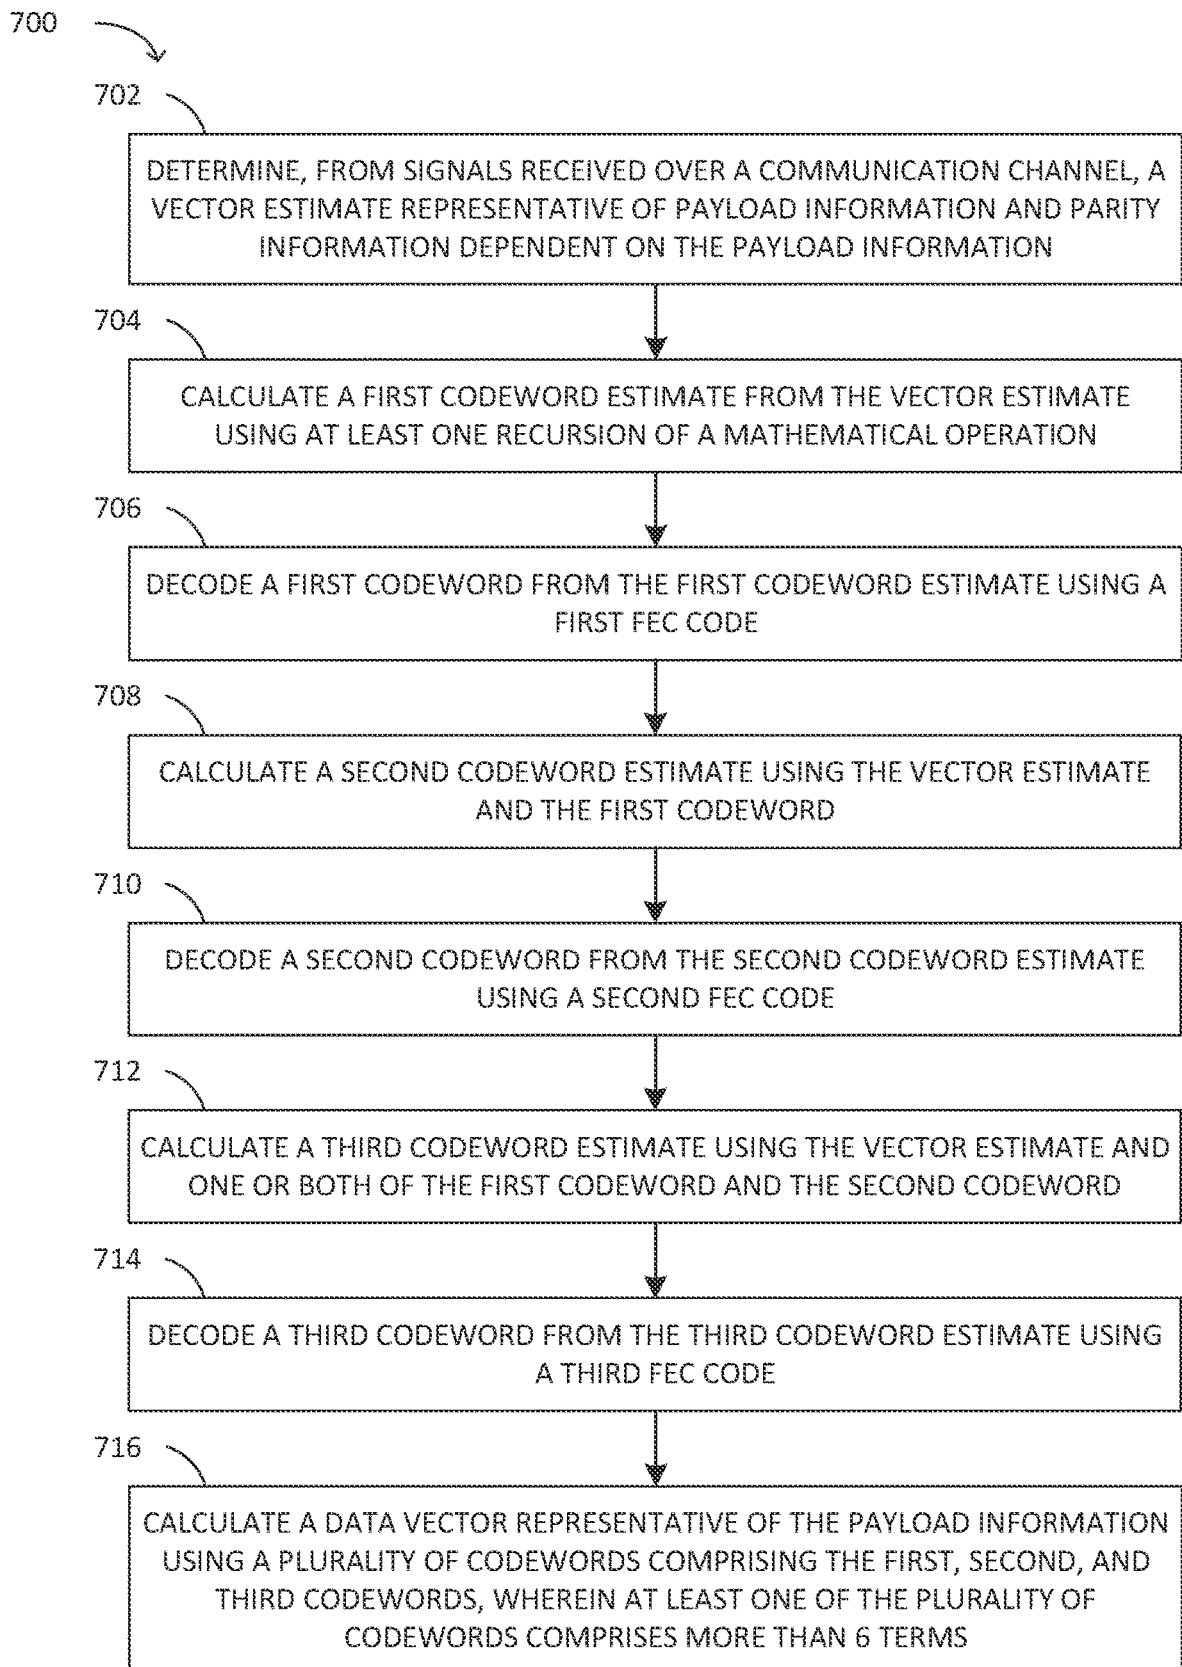 700
702
DETERMINE, FROM SIGNALS RECEIVED OVER A COMMUNICATION CHANNEL, A
VECTOR ESTIMATE REPRESENTATIVE OF PAYLOAD INFORMATION AND PARITY
INFORMATION DEPENDENT ON THE PAYLOAD INFORMATION
704
CALCULATE A FIRST CODEWORD ESTIMATE FROM THE VECTOR ESTIMATE
USING AT LEAST ONE RECURSION OF A MATHEMATICAL OPERATION
706
DECODE A FIRST CODEWORD FROM THE FIRST CODEWORD ESTIMATE USING A
FIRST FEC CODE
708
CALCULATE A SECOND CODEWORD ESTIMATE USING THE VECTOR ESTIMATE
AND THE FIRST CODEWORD
710
DECODE A SECOND CODEWORD FROM THE SECOND CODEWORD ESTIMATE
USING A SECOND FEC CODE
712
CALCULATE A THIRD CODEWORD ESTIMATE USING THE VECTOR ESTIMATE AND
ONE OR BOTH OF THE FIRST CODEWORD AND THE SECOND CODEWORD
714
DECODE A THIRD CODEWORD FROM THE THIRD CODEWORD ESTIMATE USING
A THIRD FEC CODE
716
CALCULATE A DATA VECTOR REPRESENTATIVE OF THE PAYLOAD INFORMATION
USING A PLURALITY OF CODEWORDS COMPRISING THE FIRST, SECOND, AND
THIRD CODEWORDS, WHEREIN AT LEAST ONE OF THE PLURALITY OF
CODEWORDS COMPRISES MORE THAN 6 TERMS